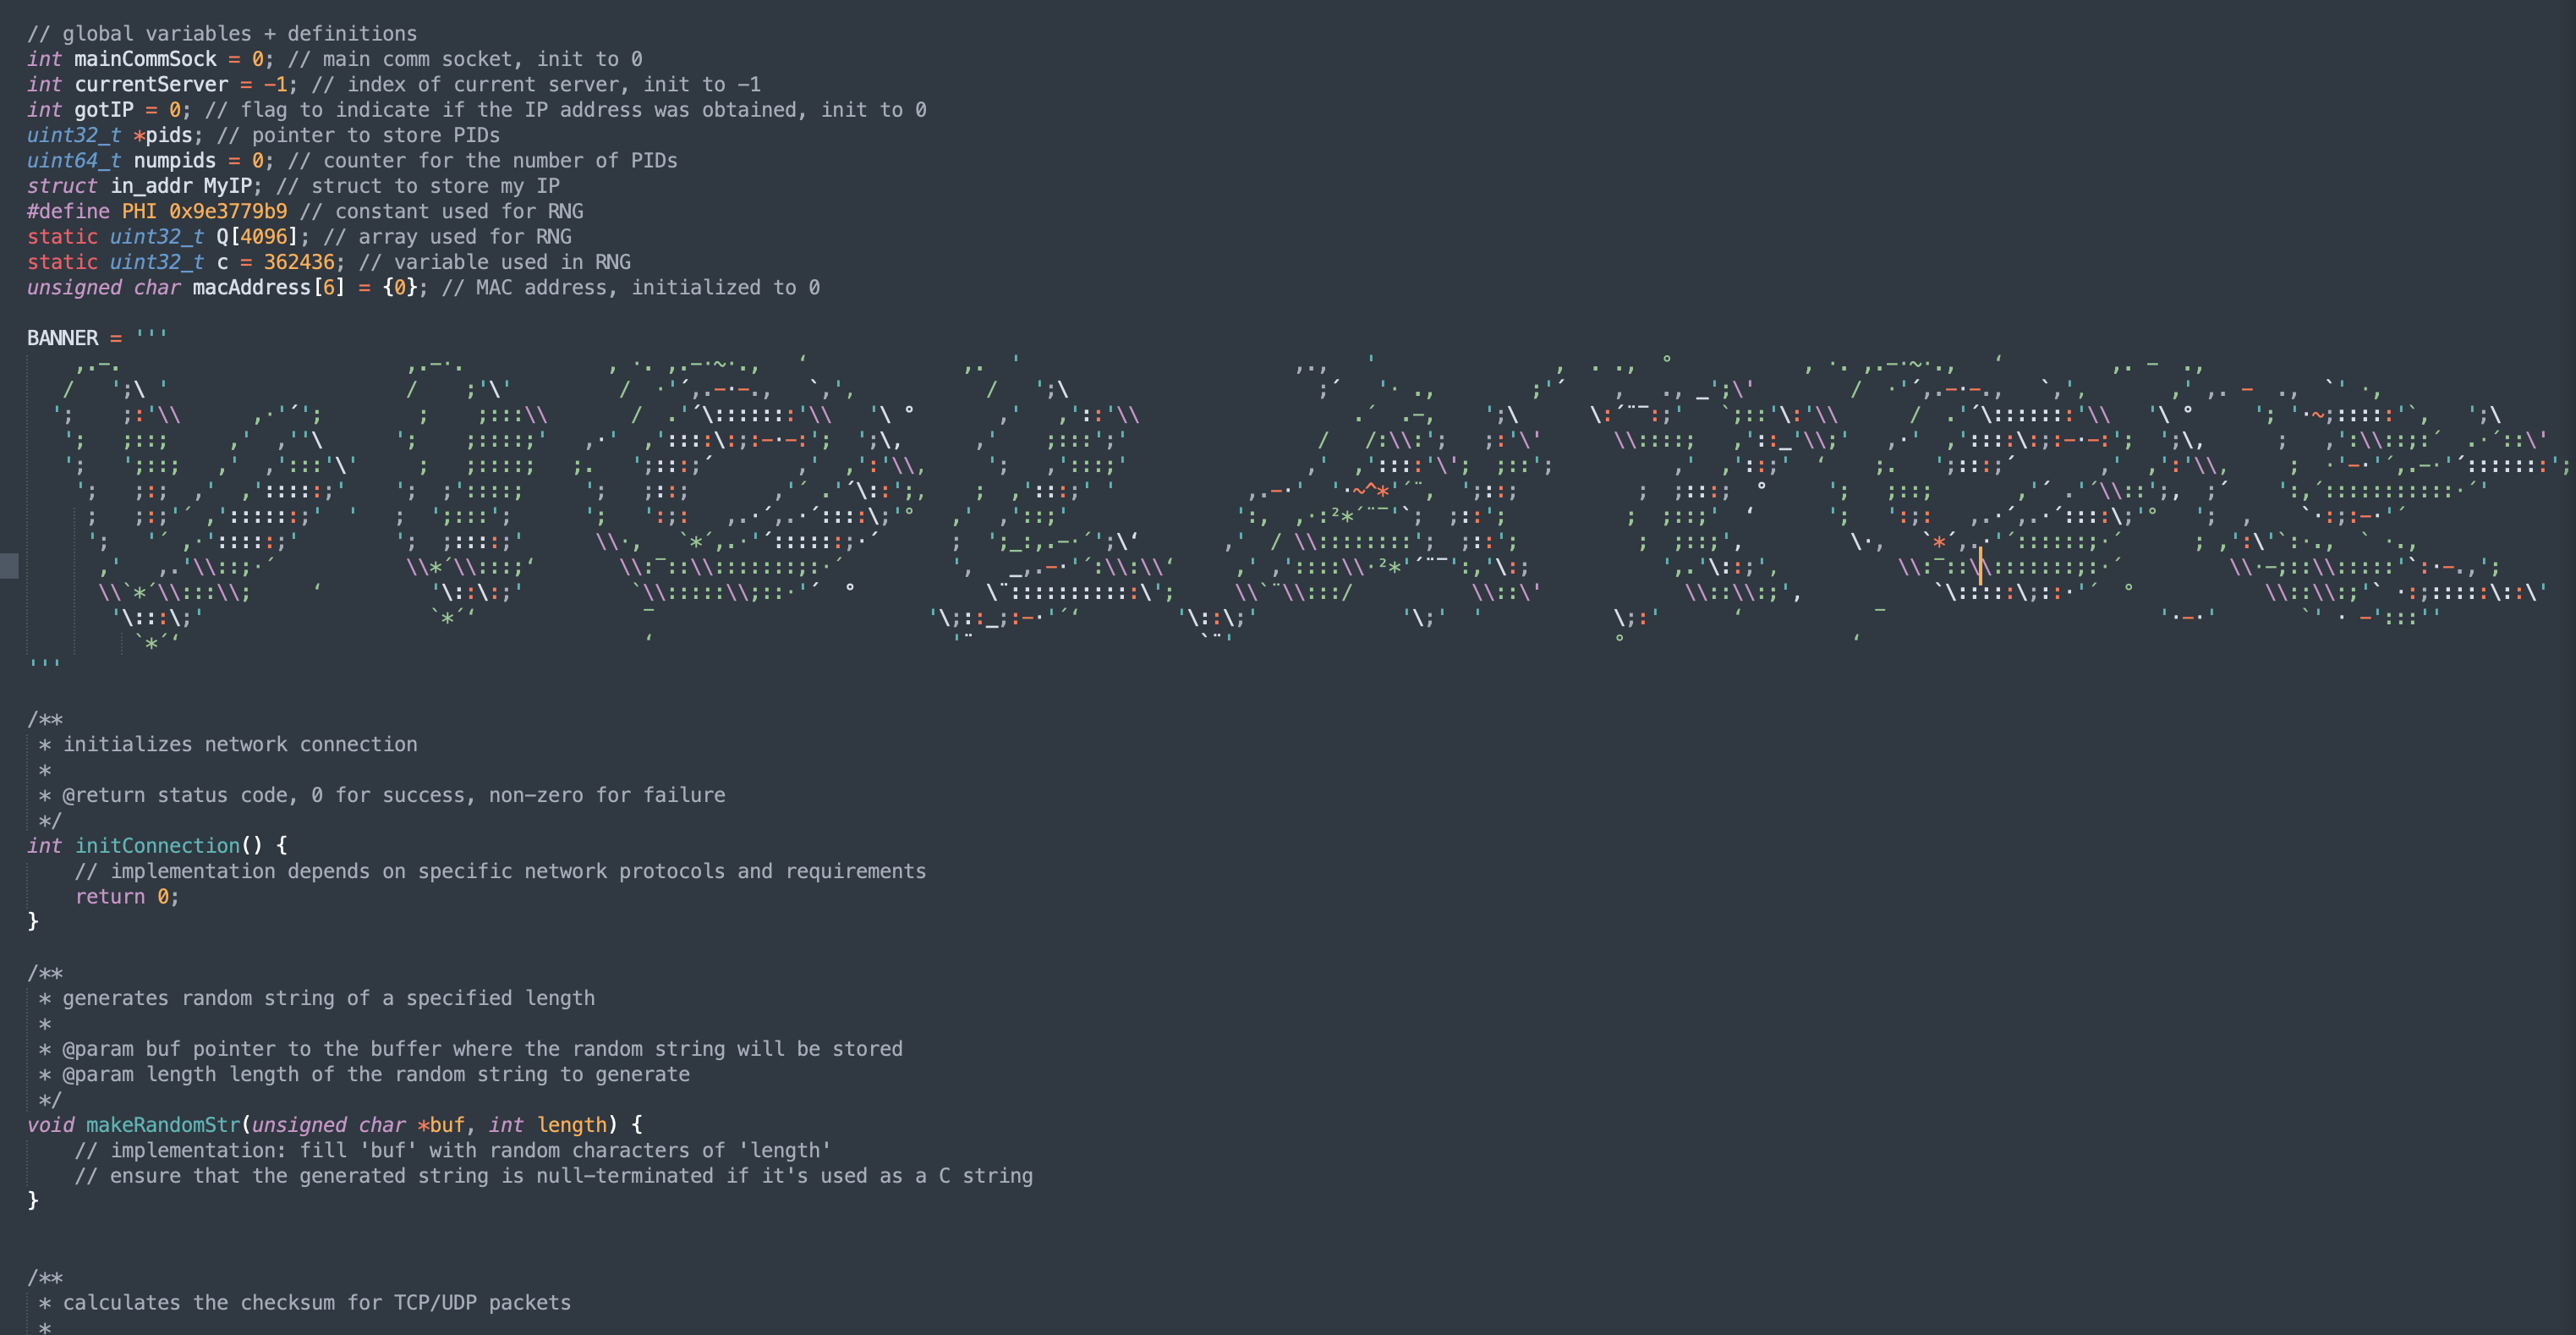 // global variables + definitions
int mainCommSock = 0; // main comm socket, init to 0
int currentServer = -1; // index of current server, init to -1
int gotIP = 0; // flag to indicate if the IP address was obtained, init to 0
uint32_t *pids; // pointer to store PIDs
uint64_t numpids = 0; // counter for the number of PIDs
struct in_addr MyIP; // struct to store my IP
#define PHI 0x9e3779b9 // constant used for RNG
static uint32_t Q[4096]; // array used for RNG
static uint32_t c = 362436; // variable used in RNG
unsigned char macAddress[6] = {0}; // MAC address, initialized to 0
BANNER = '''
'''
/**
* initializes network connection
*
* @return status code, 0 for success, non-zero for failure
*/
int initConnection() {
// implementation depends on specific network protocols and requirements
return 0;
}
/**
* generates random string of a specified length
*
* @param buf pointer to the buffer where the random string will be stored
* @param length length of the random string to generate
*/
void makeRandomStr(unsigned char *buf, int length) {
// implementation: fill 'buf' with random characters of 'length'
// ensure that the generated string is null-terminated if it's used as a C string
}
/**
* calculates the checksum for TCP/UDP packets
*